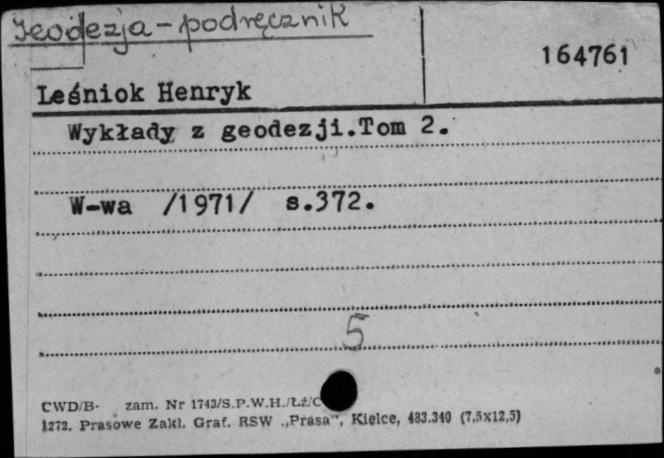 Geodezja - podręcznik
164761
Leśniok Henryk
Wykłady z geodezji.Tom 2.
W-wa /1971/ s.372.
5
CWD/B- zam. Nr 1743/S.P.W.H./Łź/C
1272. Prasowe Zakł. Graf. RSW „Prasa", Kielce, 483.340 (7,5x12,5)